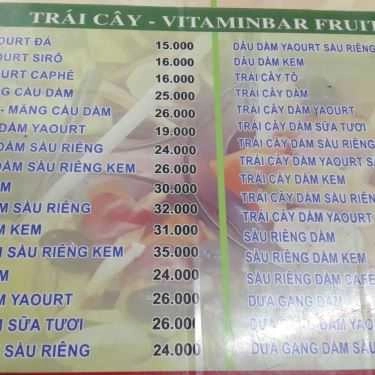 TRÁI CÂY - VITAMINBAR FRUIT
YAOURT ĐÁ 15.000
YAOURT SIRÔ 16.000
YAOURT CAPHÊ 16.000
CẦU DẦM 25.000
- MÃNG CẦU DẦM 26.000
DẦM YAOURT 19.000
DẦM SẦU RIÊNG 24.000
DẦM SẦU RIÊNG KEM 26.000
30.000
SẦU RIÊNG 32.000
KEM 31.000
SẦU RIÊNG KEM 35.000
24.000
YAOURT 26.000
SỮA TƯƠI 26.000
SẦU RIÊNG 24.000
DÂU DẦM YAOURT SẦU RIÊNG
DÂU DẦM KEM
TRÁI CÂY TÔ
TRÁI CÂY DẦM
TRÁI CÂY DẦM YAOURT
TRÁI CÂY DẦM SỮA TƯƠI
TRÁI CÂY DẦM SẦU RIÊNG
TRÁI CÂY DẦM YAOURT
TRÁI CÂY DẦM KEM
TRÁI CÂY DẦM SẦU RIÊNG
TRÁI CÂY DẦM YAOURT
SẦU RIÊNG DẦM
SẦU RIÊNG DẦM KEM
SẦU RIÊNG DẦM CAFE
DƯA GANG DẦM
DƯA GANG DẦM
DƯA GANG DẦM SẦU